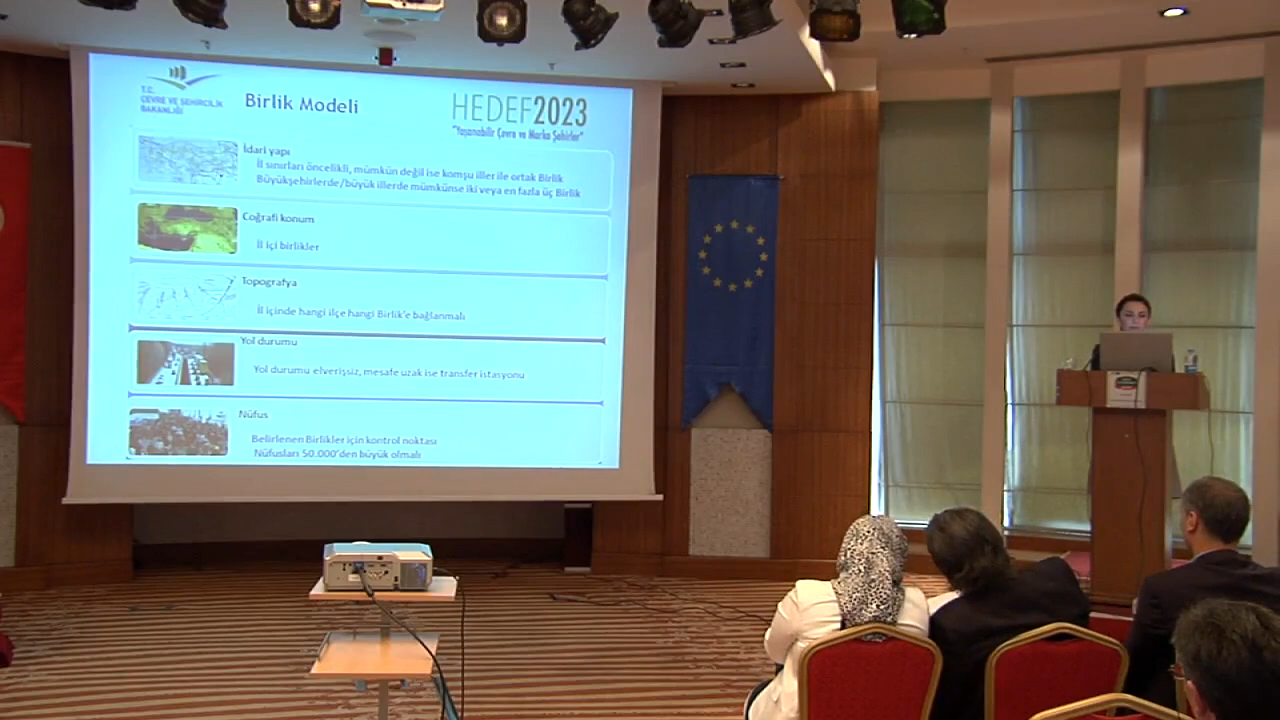 T.C.
ÇEVRE VE ŞEHİRCİLİK
BAKANLIĞI
Birlik Modeli
HEDEF2023
"Yaşanabilir Çevre ve Marka Şehirler"
İdari yapı
İl sınırları öncelikli, mümkün değil ise komşu iller ile ortak Birlik
Büyükşehirlerde/büyük illerde mümkünse iki veya en fazla üç Birlik
Coğrafi konum
İl içi birlikler
Topografya
İl içinde hangi ilçe hangi Birlik'e bağlanmalı
Yol durumu
Yol durumu elverişsiz, mesafe uzak ise transfer istasyonu
Nüfus
Belirlenen Birlikler için kontrol noktası
Nüfusları 50.000'den büyük olmalı